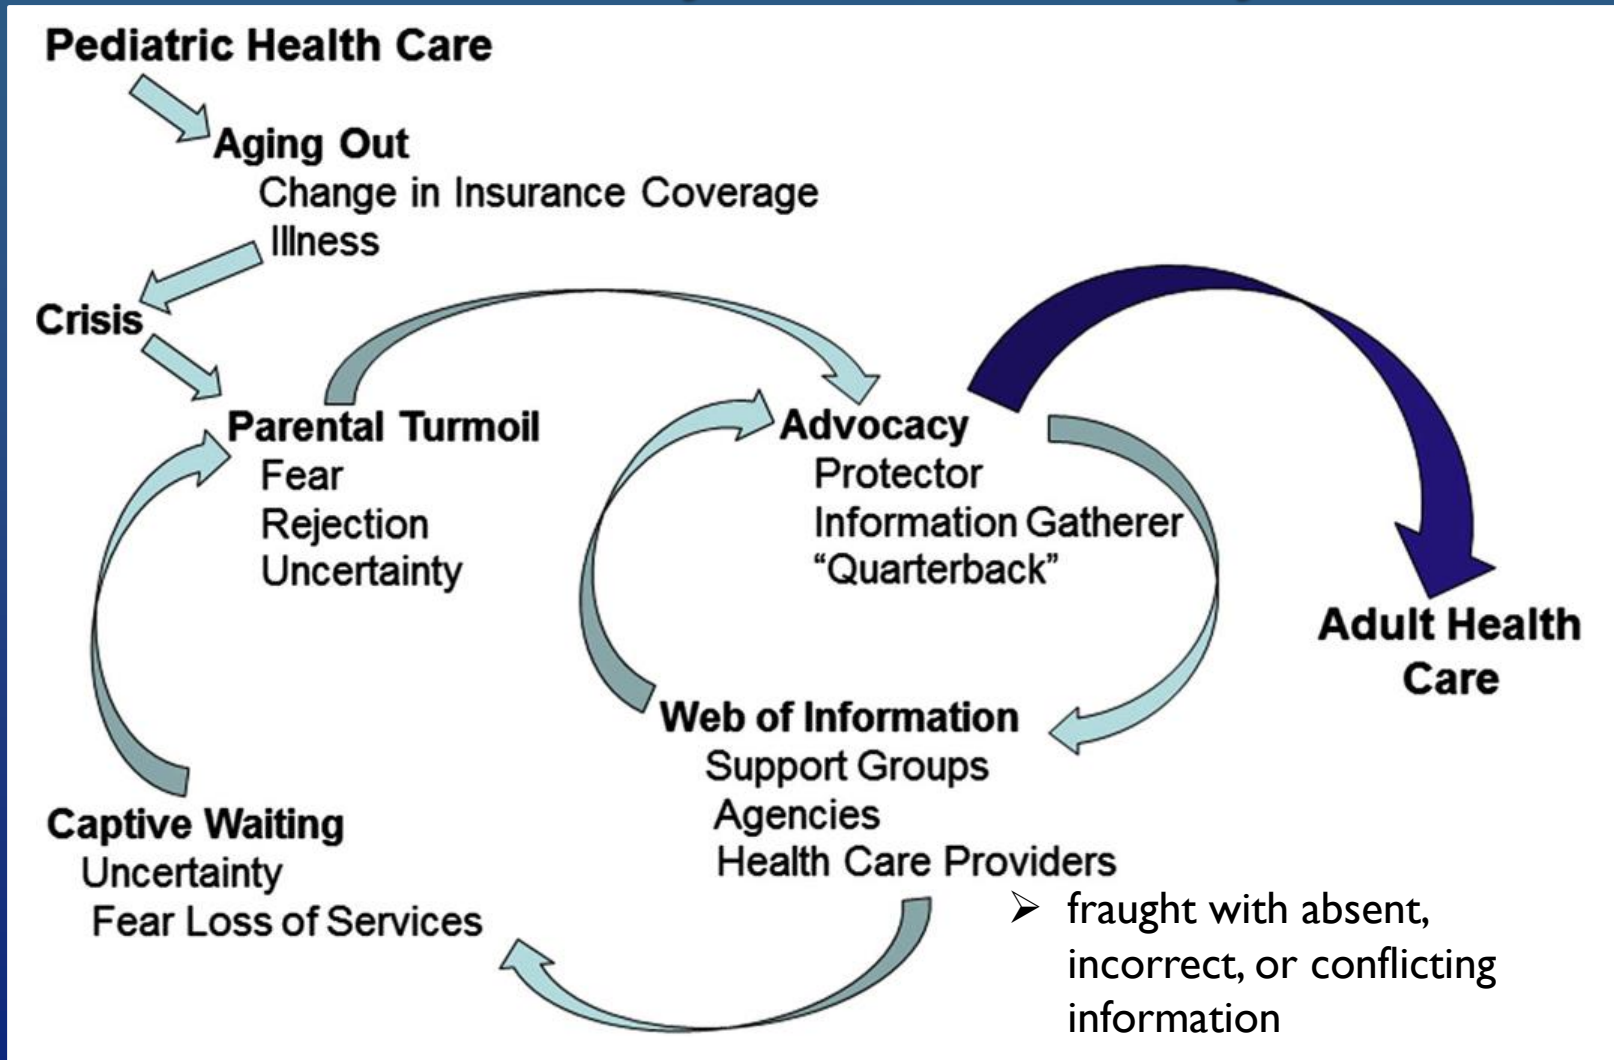 Pediatric Health Care
Aging Out
Change in Insurance Coverage
Illness
Crisis
Parental Turmoil
Fear
Rejection
Uncertainty
Advocacy
Protector
Information Gatherer
“Quarterback”
Adult Health
Care
Web of Information
Support Groups
Agencies
Health Care Providers
➢ fraught with absent,
incorrect, or conflicting
information
Captive Waiting
Uncertainty
Fear Loss of Services